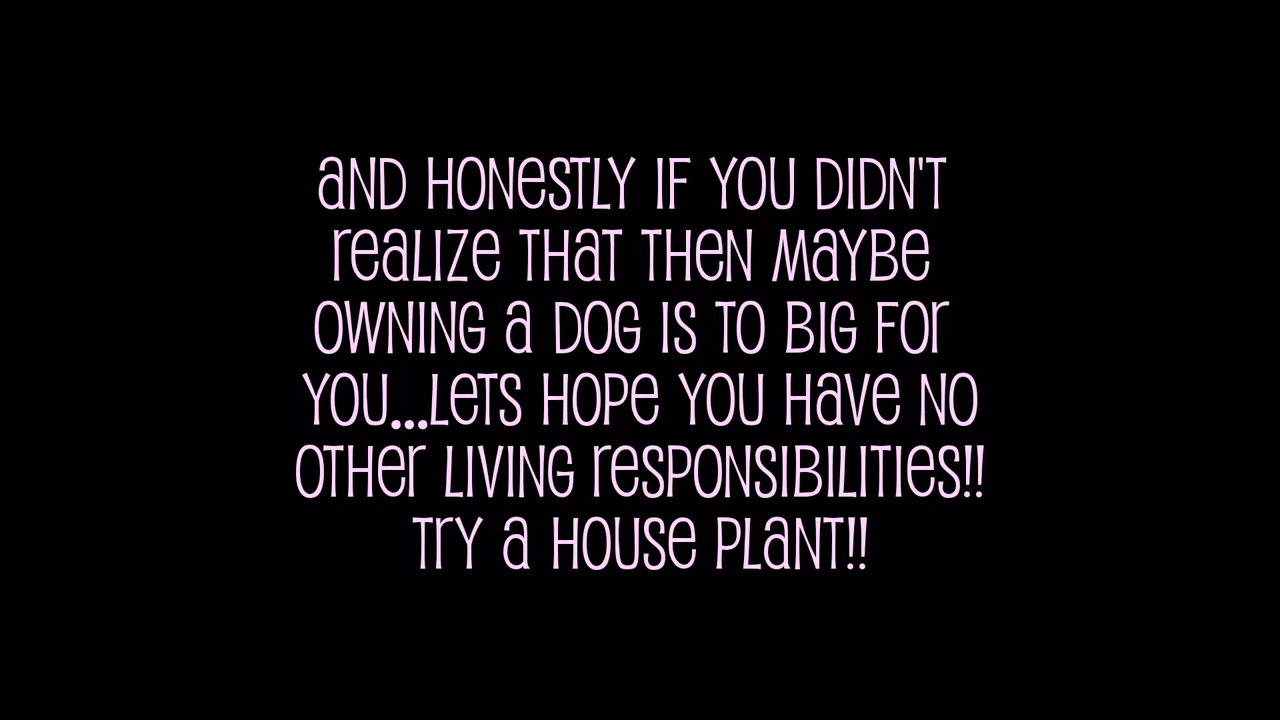 aND HONeSTLY IF YOU DIDN'T
reaLIZe THaT THeN MaYBe
OWNING a DOG IS TO BIG FOr
YOU...LeTS HOPe YOU HaVe NO
OTHer LIVING reSPONSIBILITIeS!!
Try a HOUSe PLaNT!!